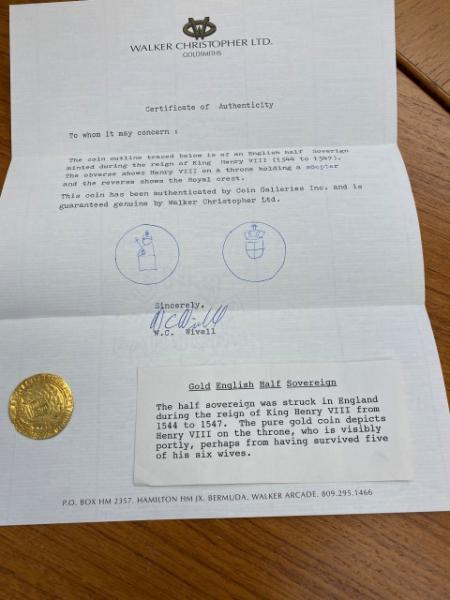 WALKER CHRISTOPHER LTD.
GOLDSMITHS
Certificate of Authenticity
To whom it may concern :
The coin outline traced below is of an English half Sovereign
minted during the reign of King Henry VIII (1544 to 1547).
The obverse shows Henry VIII on a throne holding a scepter
and the reverse shows the Royal crest.
This coin has been authenticated by Coin Galleries Inc. and is
guaranteed genuine by Walker Christopher Ltd.
Sincerely,
W.C. Wivell
Gold English Half Sovereign
The half sovereign was struck in England
during the reign of King Henry VIII from
1544 to 1547. The pure gold coin depicts
Henry VIII on the throne, who is visibly
portly, perhaps from having survived five
of his six wives.
P.O. BOX HM 2357, HAMILTON HM JX, BERMUDA, WALKER ARCADE, 809.295.1466